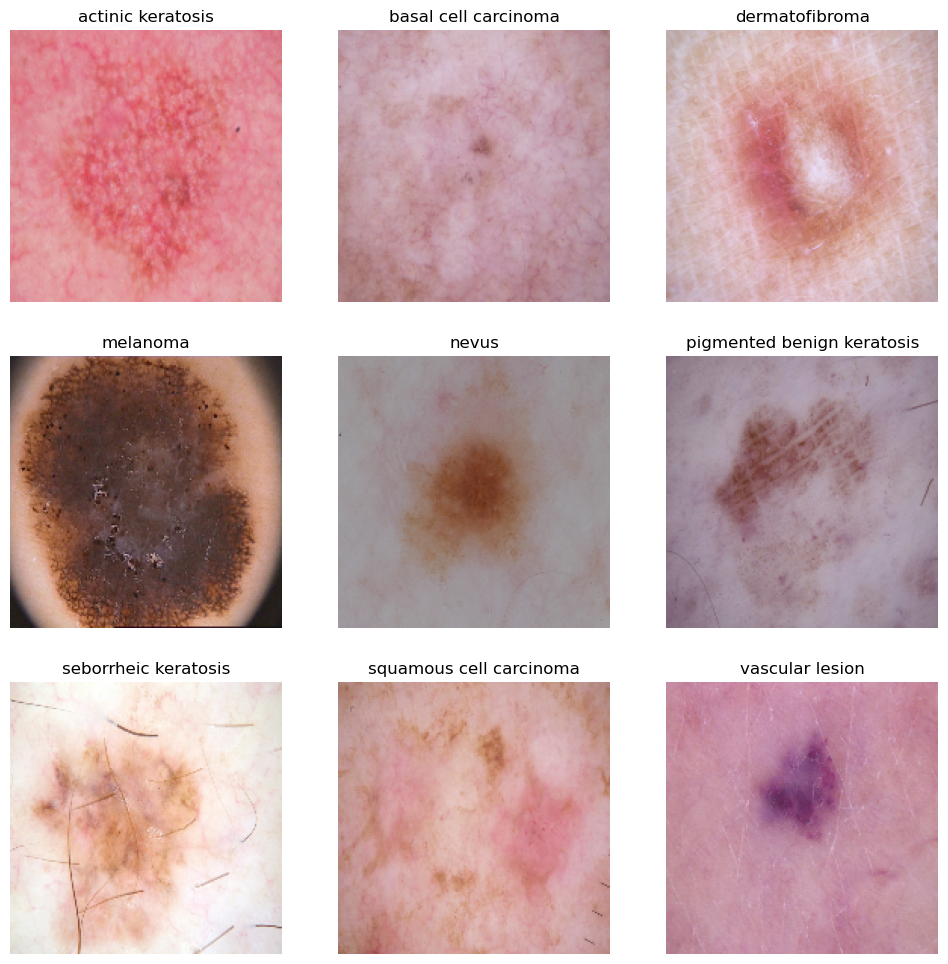 actinic keratosis
basal cell carcinoma
dermatofibroma
melanoma
nevus
pigmented benign keratosis
seborrheic keratosis
squamous cell carcinoma
vascular lesion